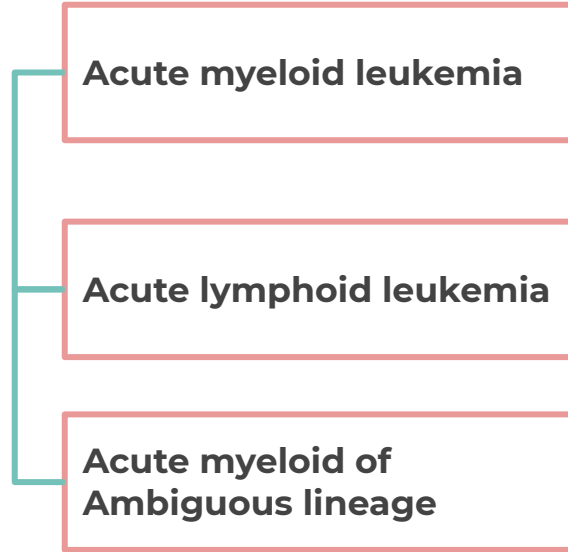 Acute myeloid leukemia
Acute lymphoid leukemia
Acute myeloid of
Ambiguous lineage